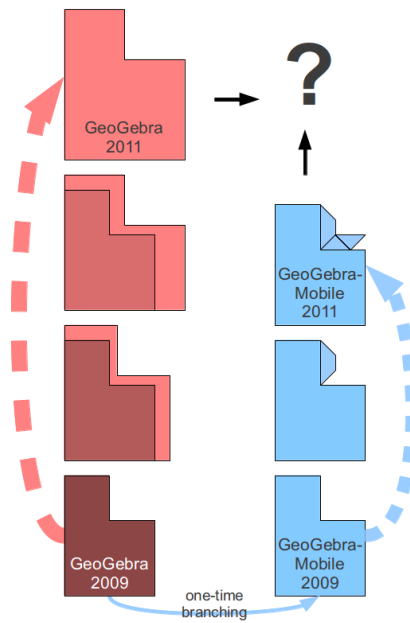 ?
GeoGebra
2011
GeoGebra-
Mobile
2011
GeoGebra
2009
GeoGebra-
Mobile
2009
one-time
branching